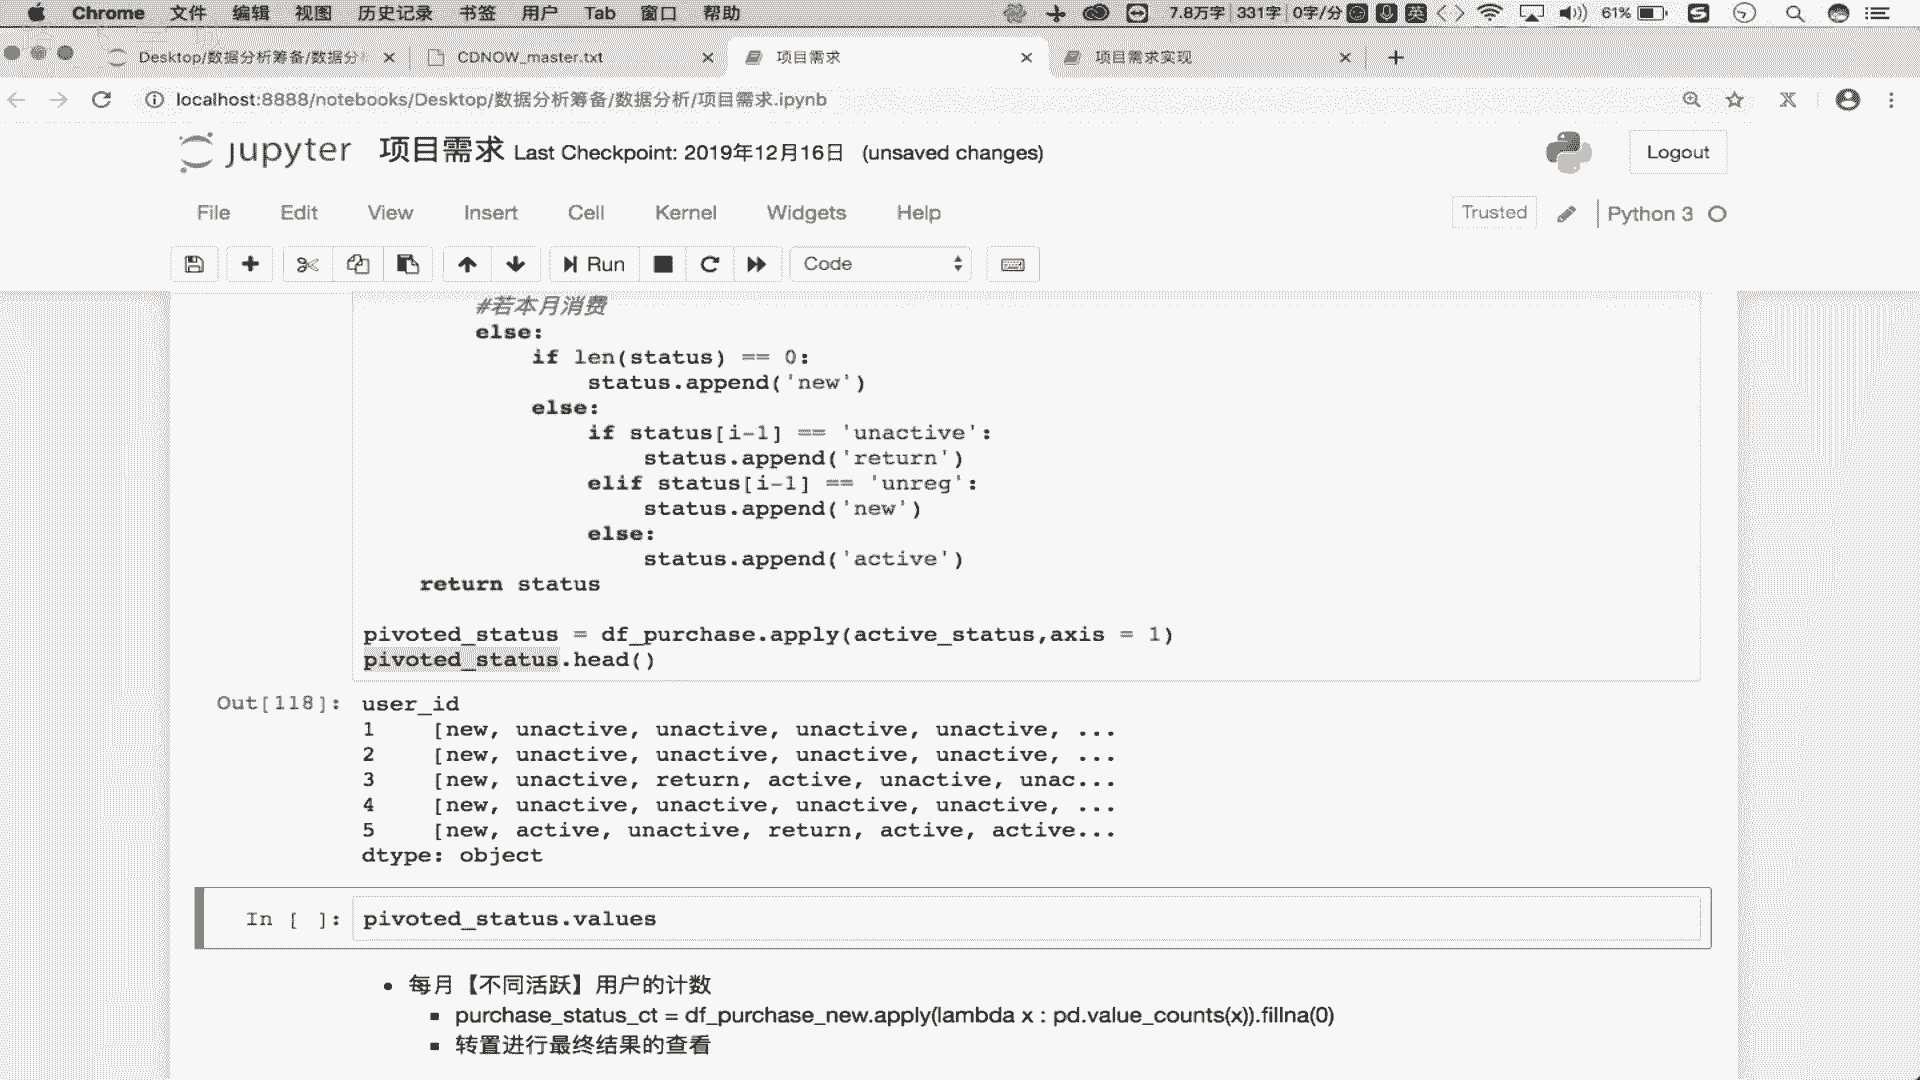 Chrome 文件 编辑 视图 历史记录 书签 用户 Tab 窗口 帮助 7.8万字 331字 0字/分 英 61%
Desktop/数据分析筹备/数据分 CDNOW_master.txt 项目需求 项目需求实现
localhost:8888/notebooks/Desktop/数据分析筹备/数据分析/项目需求.ipynb
jupyter 项目需求 Last Checkpoint: 2019年12月16日 (unsaved changes) Logout
File Edit View Insert Cell Kernel Widgets Help Trusted Python 3
Run Code
#若本月消费
else:
if len(status) == 0:
status.append('new')
else:
if status[i-1] == 'unactive':
status.append('return')
elif status[i-1] == 'unreg':
status.append('new')
else:
status.append('active')
return status
pivoted_status = df_purchase.apply(active_status,axis = 1)
pivoted_status.head()
Out[118]: user_id
1 [new, unactive, unactive, unactive, unactive, ...
2 [new, unactive, unactive, unactive, unactive, ...
3 [new, unactive, return, active, unactive, unac...
4 [new, unactive, unactive, unactive, unactive, ...
5 [new, active, unactive, return, active, active...
dtype: object
In [ ]: pivoted_status.values
• 每月【不同活跃】用户的计数
▪ purchase_status_ct = df_purchase_new.apply(lambda x : pd.value_counts(x)).fillna(0)
▪ 转置进行最终结果的查看